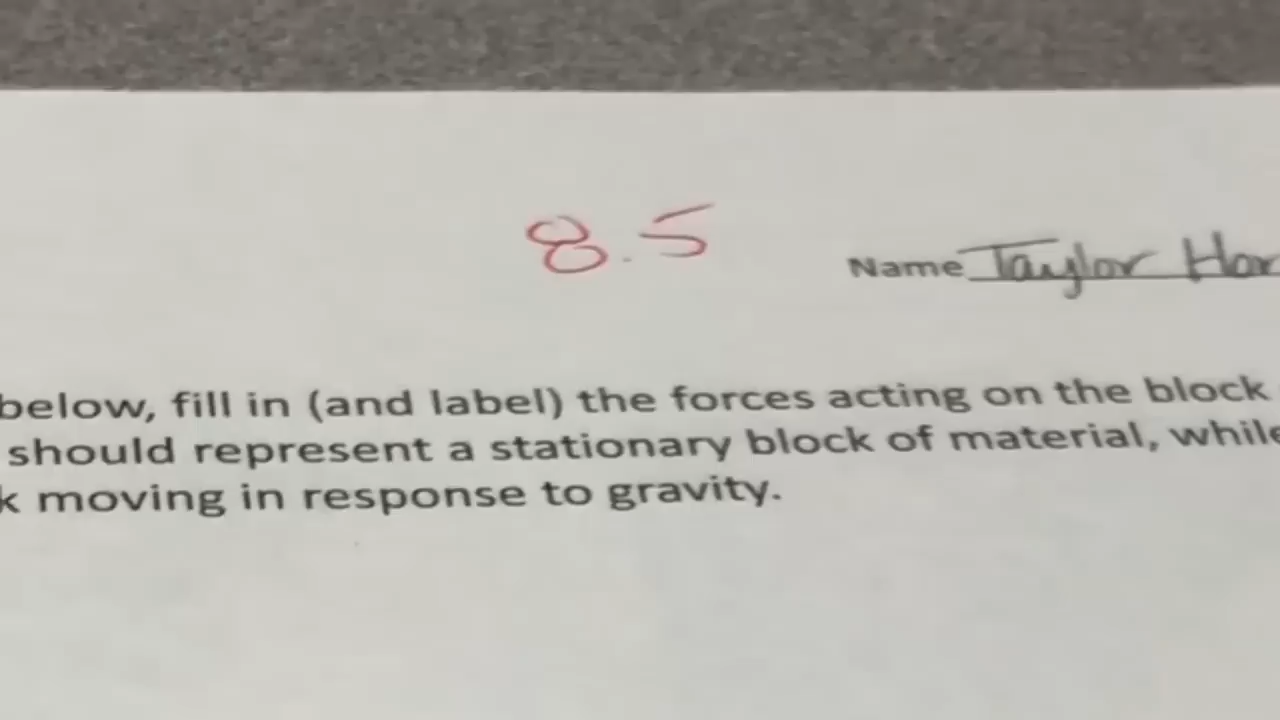 8.5
Name Taylor Har
below, fill in (and label) the forces acting on the block
should represent a stationary block of material, while
k moving in response to gravity.